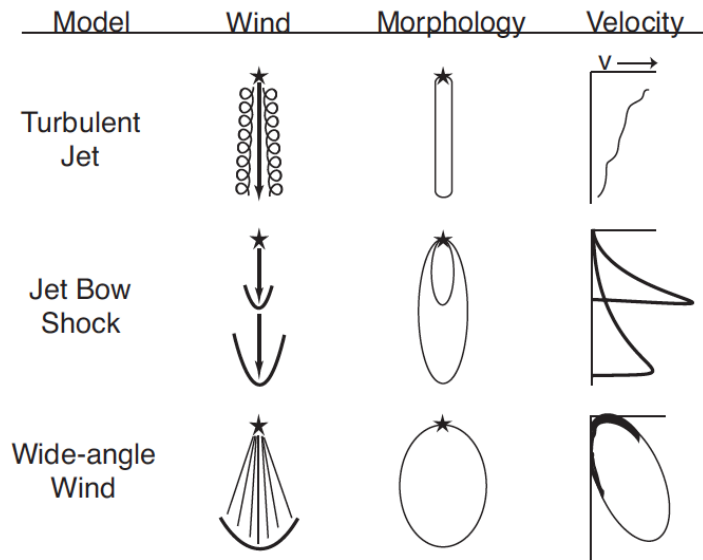 Model Wind Morphology Velocity
V
Turbulent
Jet
Jet Bow
Shock
Wide-angle
Wind